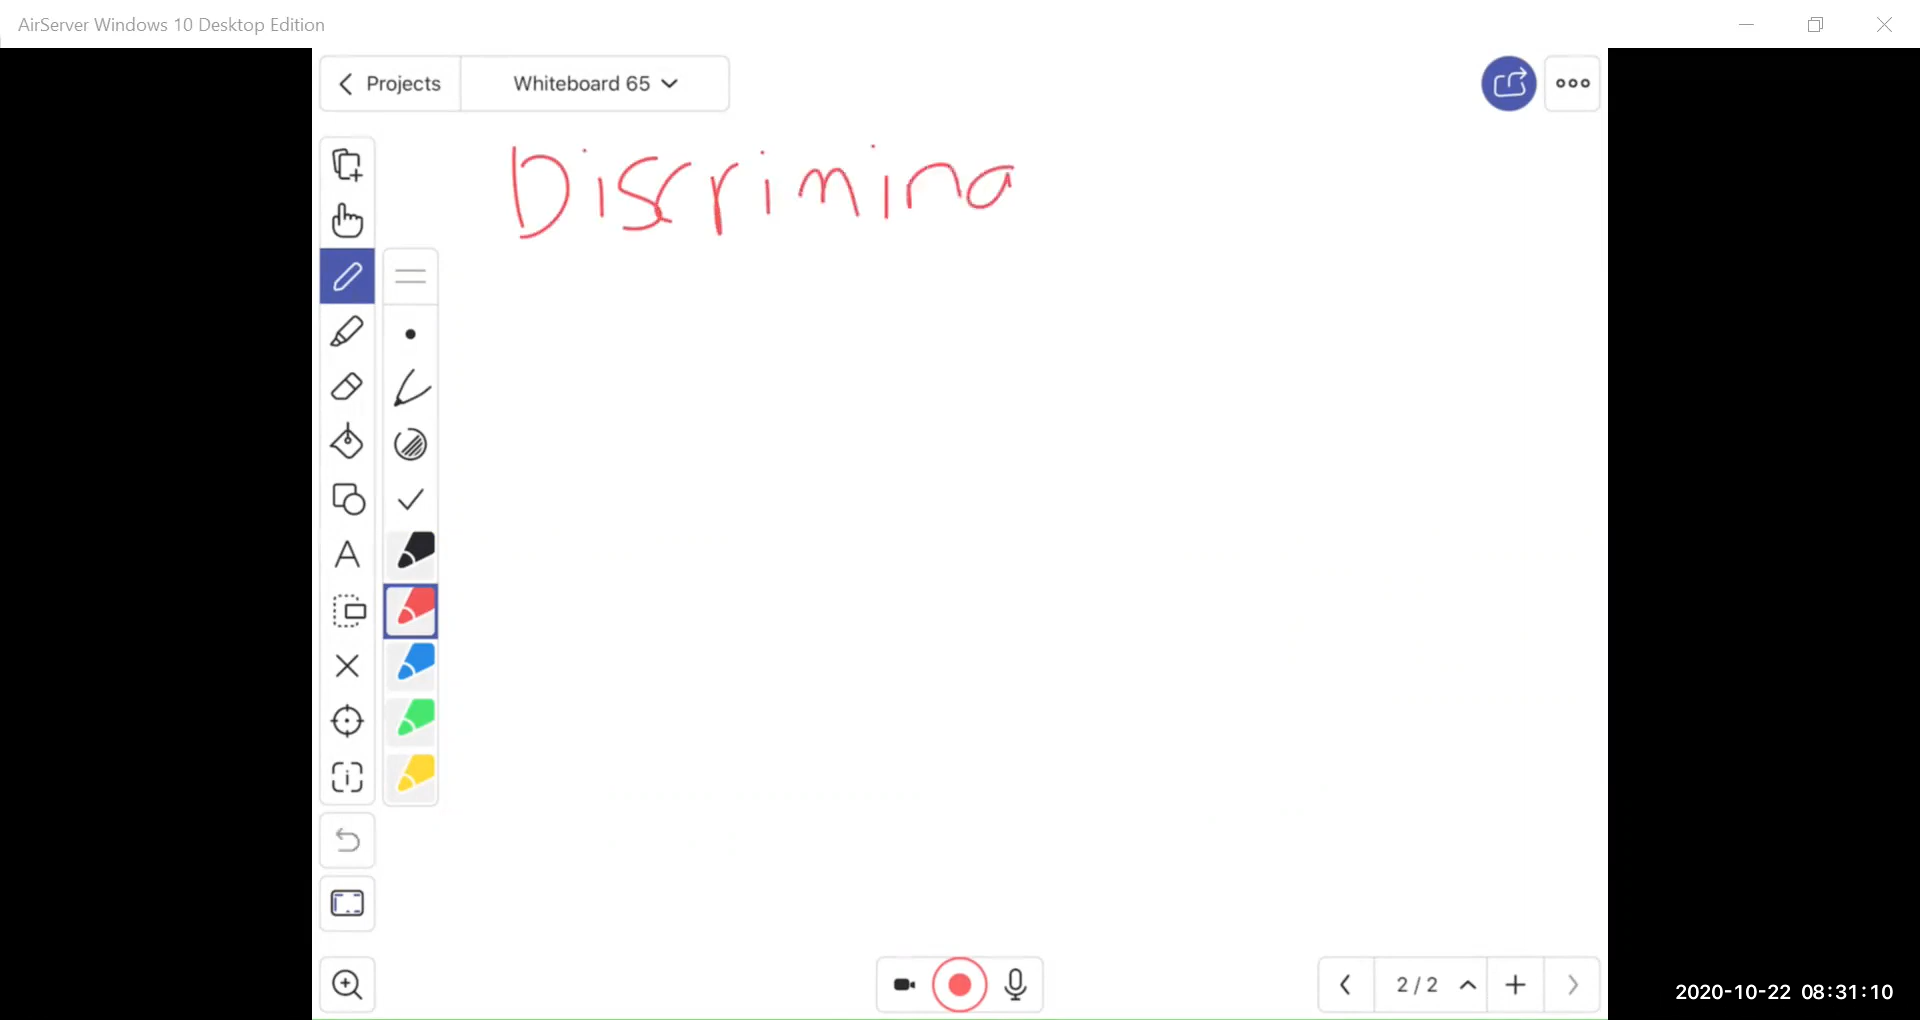 AirServer Windows 10 Desktop Edition
Projects
Whiteboard 65
Discrimina
A
2/2
2020-10-22 08:31:10